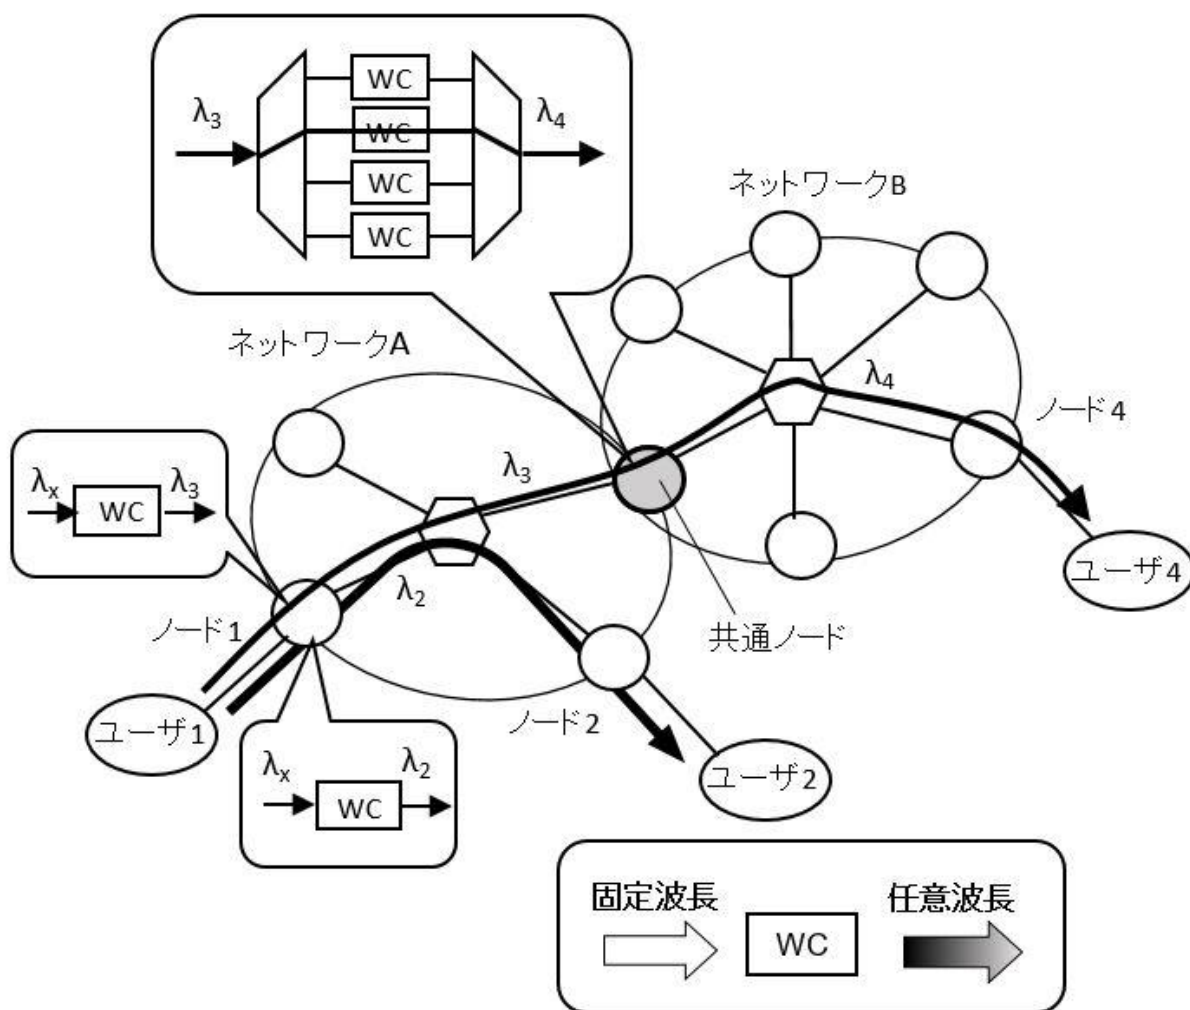 WC
λ3
WC
λ4
WC
WC
ネットワークB
ネットワークA
λ4
ノード4
λ3
λx
WC
λ3
λ2
ユーザ4
ノード1
共通ノード
ユーザ1
ノード2
λx
WC
λ2
ユーザ2
固定波長
WC
任意波長